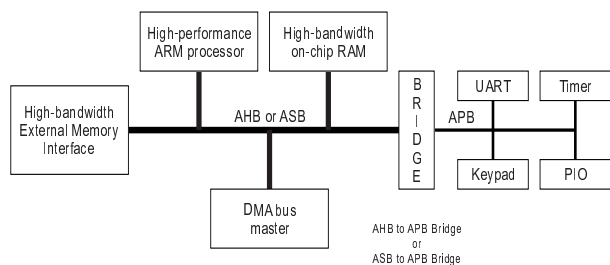 High-performance
ARM processor
High-bandwidth
on-chip RAM
High-bandwidth
External Memory
Interface
AHB or ASB
B
R
I
D
G
E
APB
UART
Timer
Keypad
PIO
DMA bus
master
AHB to APB Bridge
or
ASB to APB Bridge